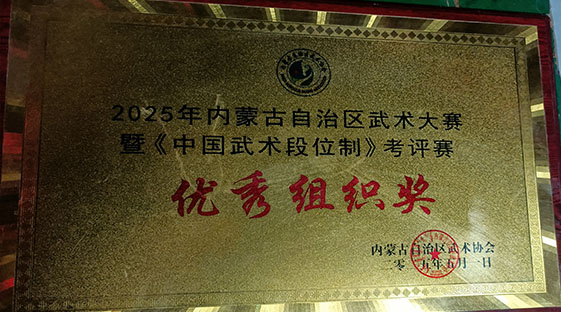 2025年内蒙古自治区武术大赛
暨《中国武术段位制》考评赛
优秀组织奖
内蒙古自治区武术协会
二〇二五年五月一日